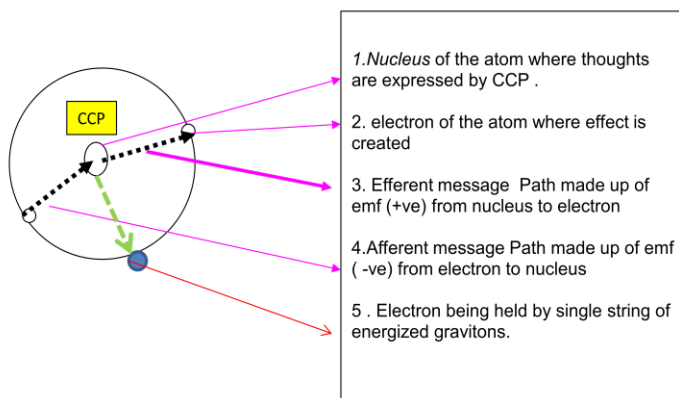 CCP
1.Nucleus of the atom where thoughts
are expressed by CCP .
2. electron of the atom where effect is
created
3. Efferent message Path made up of
emf (+ve) from nucleus to electron
4.Afferent message Path made up of emf
( -ve) from electron to nucleus
5 . Electron being held by single string of
energized gravitons.